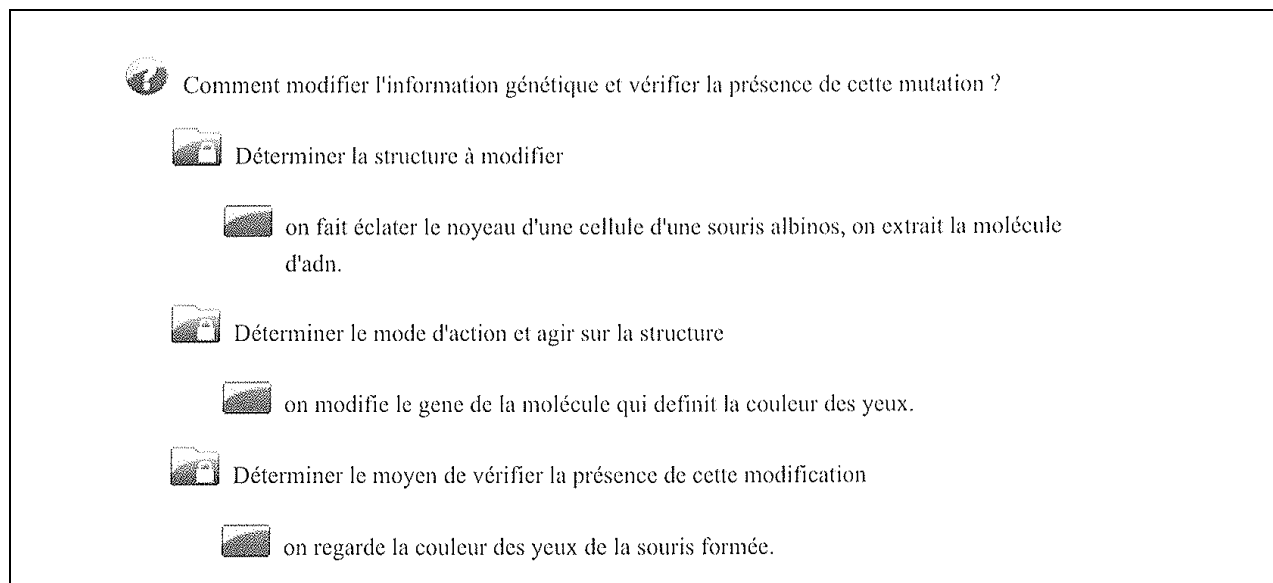 Comment modifier l'information génétique et vérifier la présence de cette mutation ?
Déterminer la structure à modifier
on fait éclater le noyeau d'une cellule d'une souris albinos, on extrait la molécule
d'adn.
Déterminer le mode d'action et agir sur la structure
on modifie le gene de la molécule qui definit la couleur des yeux.
Déterminer le moyen de vérifier la présence de cette modification
on regarde la couleur des yeux de la souris formée.